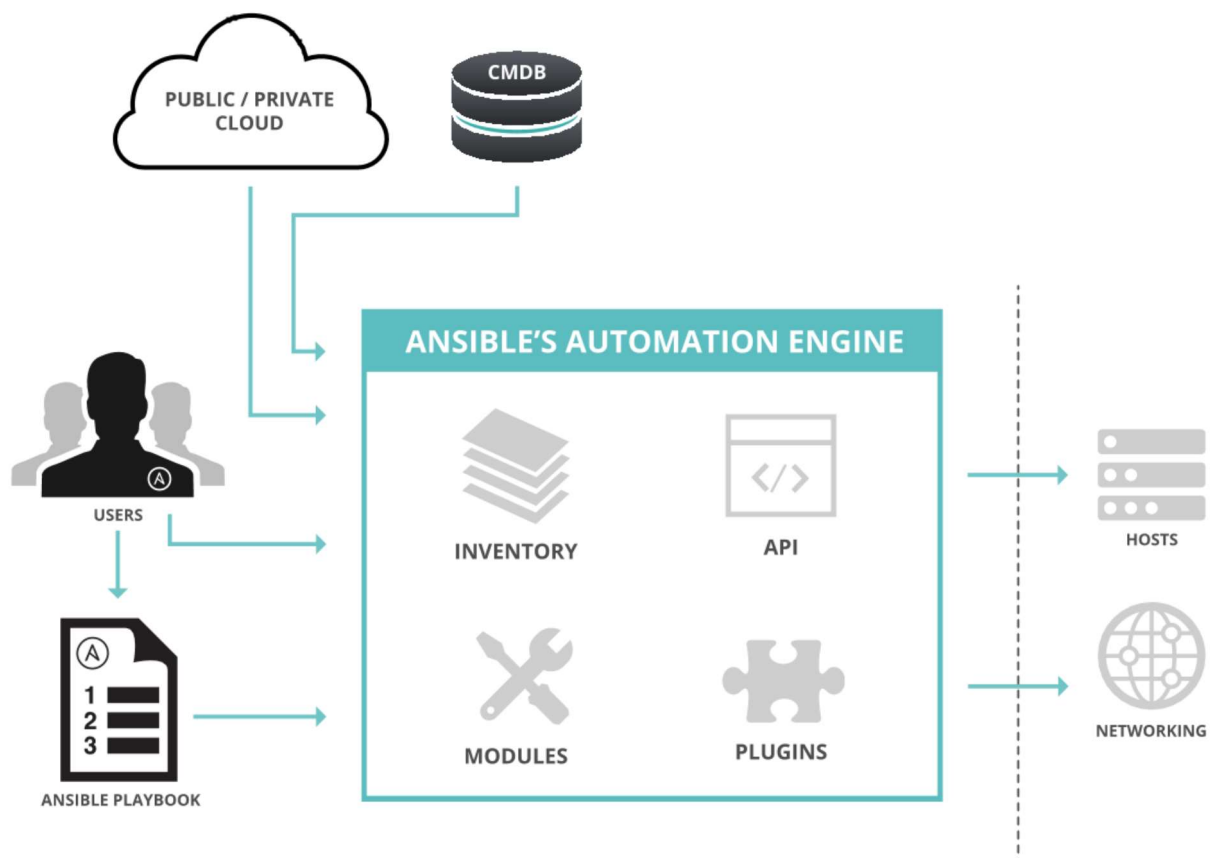 PUBLIC / PRIVATE
CLOUD
CMDB
ANSIBLE'S AUTOMATION ENGINE
USERS
INVENTORY
API
</>
HOSTS
A
1
2
3
MODULES
PLUGINS
NETWORKING
ANSIBLE PLAYBOOK